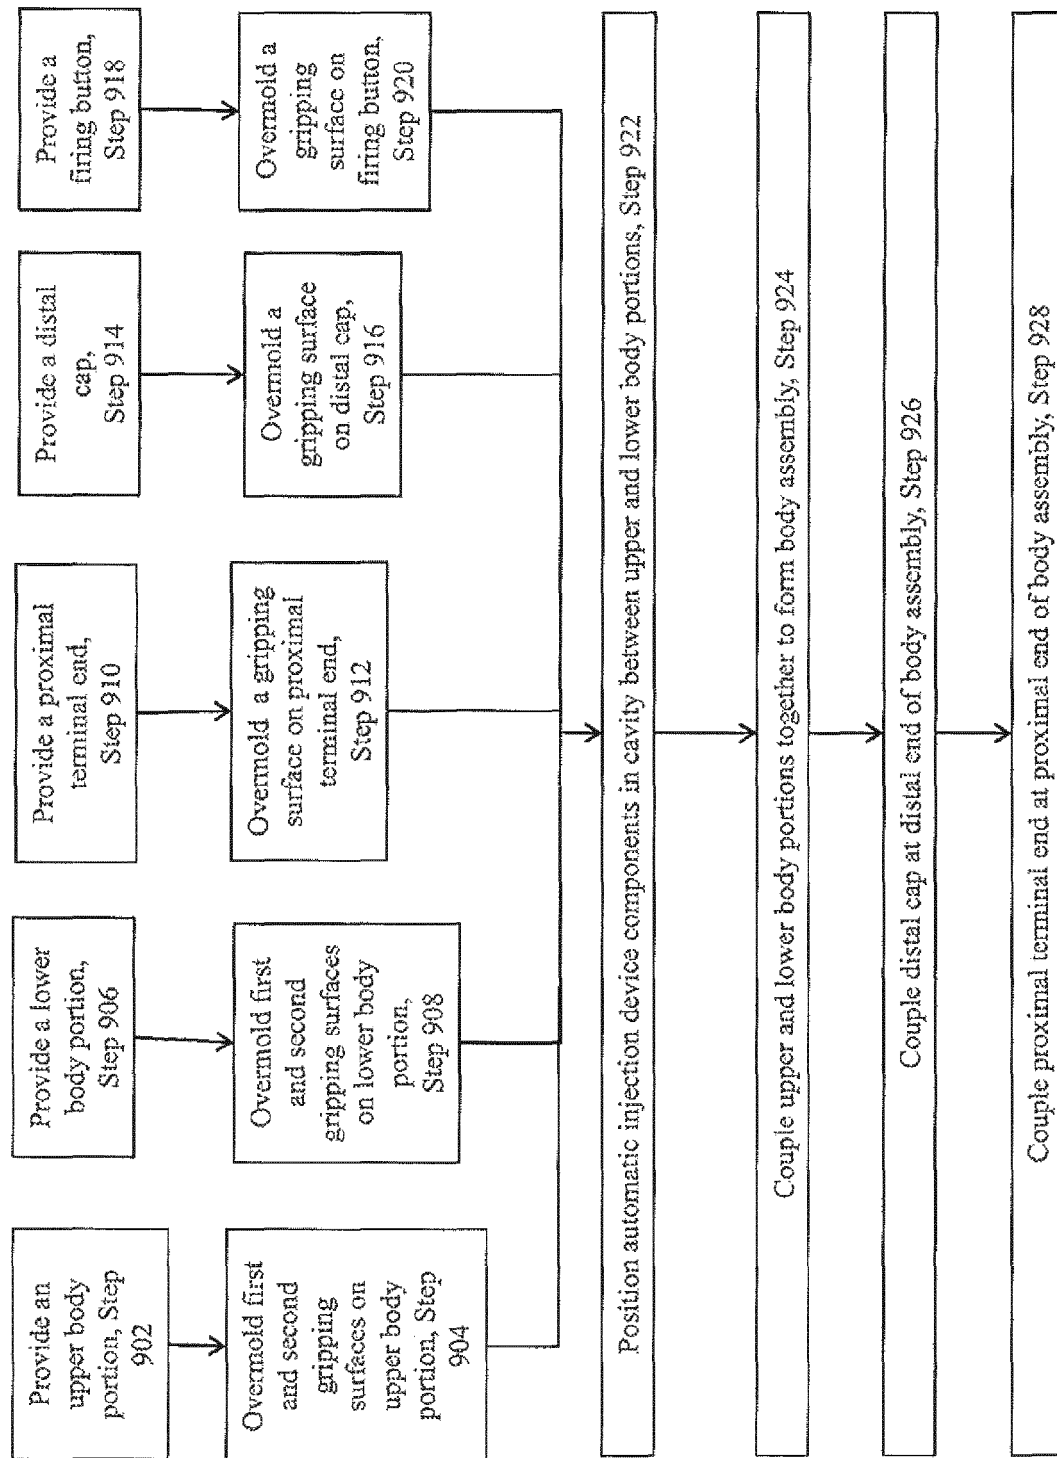 Provide an
upper body
portion, Step
902
Overmold first
and second
gripping
surfaces on
upper body
portion, Step
904
Provide a lower
body portion,
Step 906
Overmold first
and second
gripping surfaces
on lower body
portion,
Step 908
Provide a proximal
terminal end,
Step 910
Overmold a gripping
surface on proximal
terminal end,
Step 912
Provide a distal
cap,
Step 914
Overmold a
gripping surface
on distal cap,
Step 916
Provide a
firing button,
Step 918
Overmold a
gripping
surface on
firing button,
Step 920
Position automatic injection device components in cavity between upper and lower body portions, Step 922
Couple upper and lower body portions together to form body assembly, Step 924
Couple distal cap at distal end of body assembly, Step 926
Couple proximal terminal end at proximal end of body assembly, Step 928